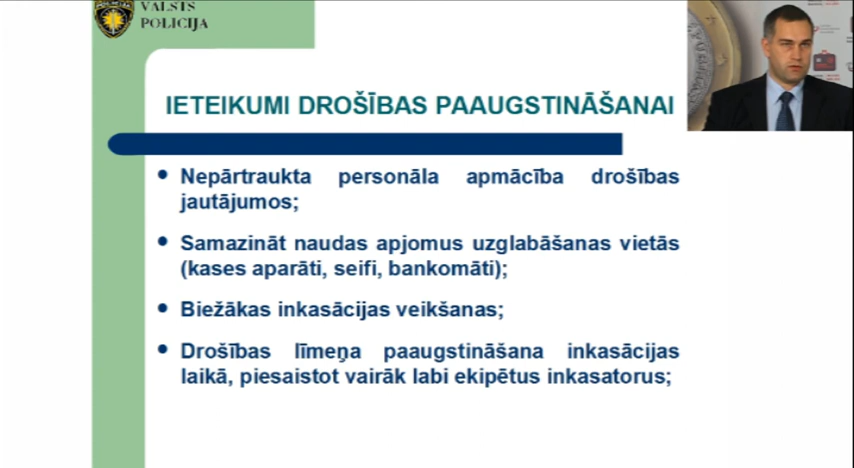 VALSTS
POLICIJA
IETEIKUMI DROŠĪBAS PAAUGSTINĀŠANAI
• Nepārtraukta personāla apmācība drošības
jautājumos;
• Samazināt naudas apjomus uzglabāšanas vietās
(kases aparāti, seifi, bankomāti);
• Biežākas inkasācijas veikšanas;
• Drošības līmeņa paaugstināšana inkasācijas
laikā, piesaistot vairāk labi ekipētus inkasatorus;